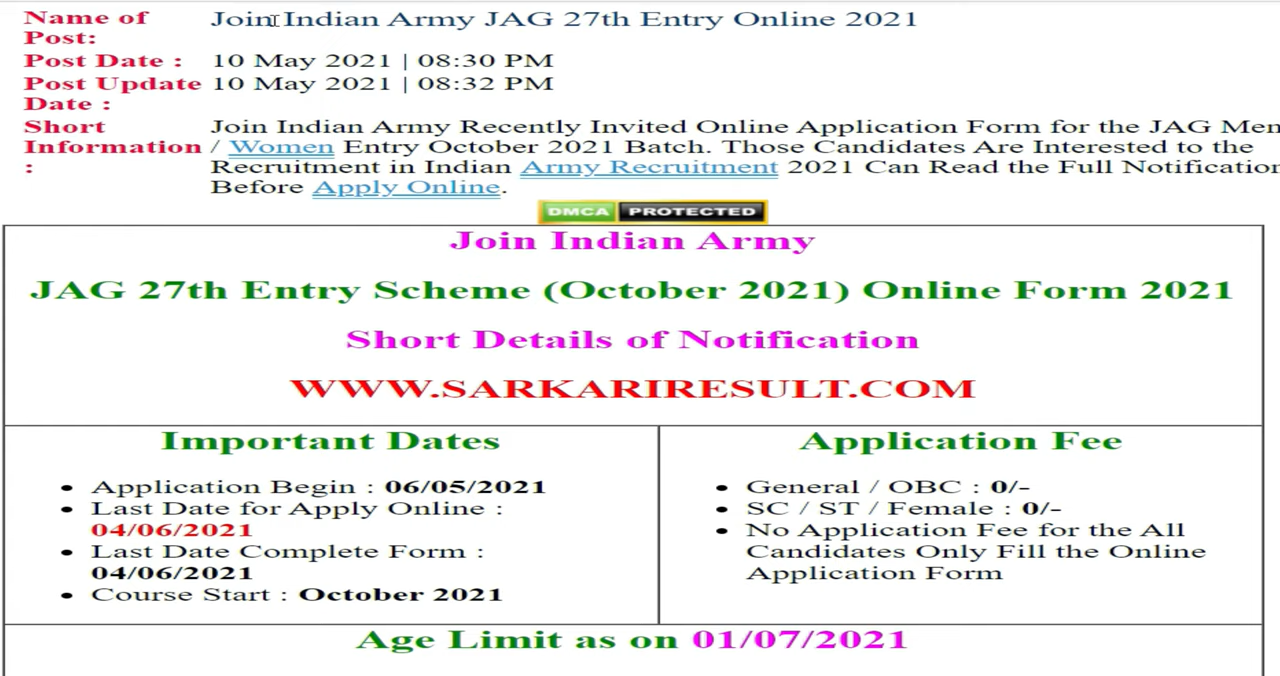 Name of Join Indian Army JAG 27th Entry Online 2021
Post:
Post Date : 10 May 2021 | 08:30 PM
Post Update 10 May 2021 | 08:32 PM
Date :
Short Join Indian Army Recently Invited Online Application Form for the JAG Men
Information / Women Entry October 2021 Batch. Those Candidates Are Interested to the
: Recruitment in Indian Army Recruitment 2021 Can Read the Full Notification
Before Apply Online.
DMCA PROTECTED
Join Indian Army
JAG 27th Entry Scheme (October 2021) Online Form 2021
Short Details of Notification
WWW.SARKARIRESULT.COM
Important Dates
• Application Begin : 06/05/2021
• Last Date for Apply Online :
04/06/2021
• Last Date Complete Form :
04/06/2021
• Course Start : October 2021
Application Fee
• General / OBC : 0/-
• SC / ST / Female : 0/-
• No Application Fee for the All
Candidates Only Fill the Online
Application Form
Age Limit as on 01/07/2021